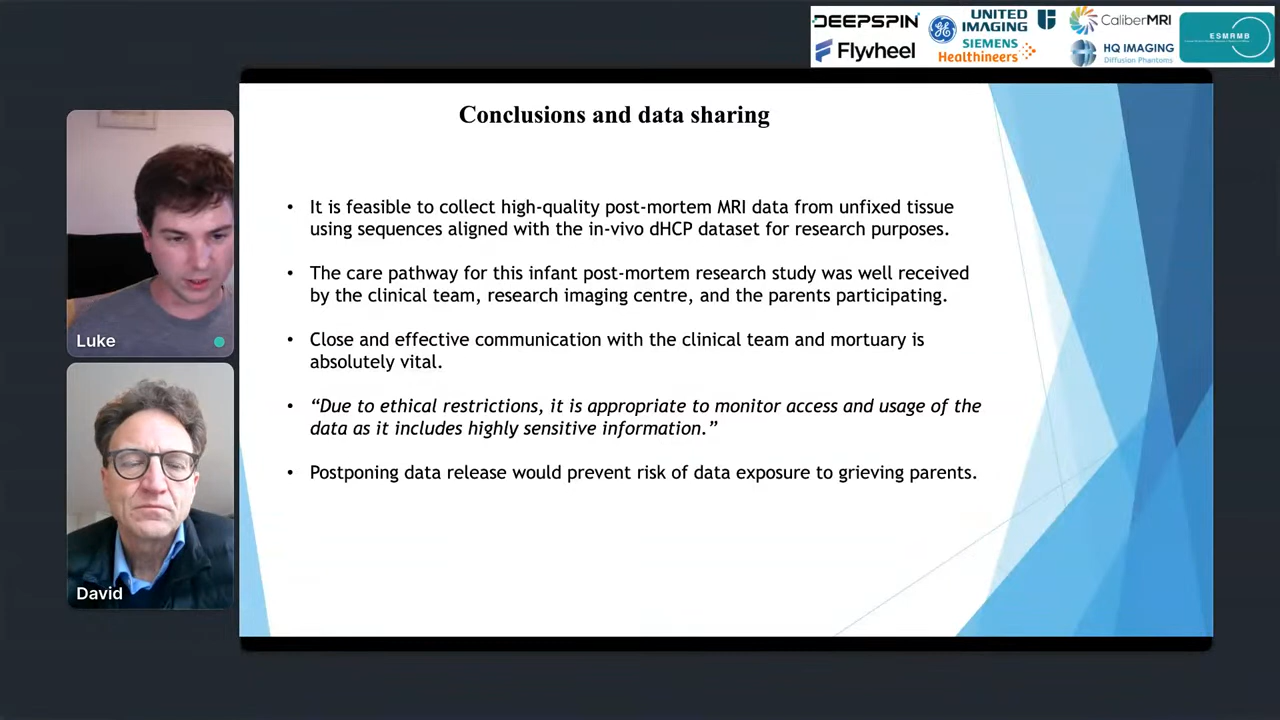 DEEPSPIN
UNITED
IMAGING
GE
CaliberMRI
ESMRMB
Flywheel
SIEMENS
Healthineers
HQ IMAGING
Diffusion Phantoms
Conclusions and data sharing
• It is feasible to collect high-quality post-mortem MRI data from unfixed tissue
using sequences aligned with the in-vivo dHCP dataset for research purposes.
• The care pathway for this infant post-mortem research study was well received
by the clinical team, research imaging centre, and the parents participating.
• Close and effective communication with the clinical team and mortuary is
absolutely vital.
• “Due to ethical restrictions, it is appropriate to monitor access and usage of the
data as it includes highly sensitive information.”
• Postponing data release would prevent risk of data exposure to grieving parents.
Luke
David